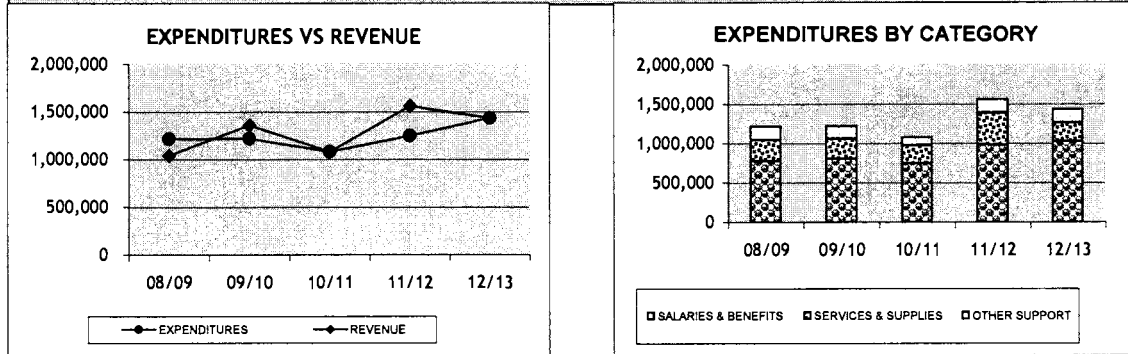 EXPENDITURES VS REVENUE
2,000,000
1,500,000
1,000,000
500,000
0
08/09 09/10 10/11 11/12 12/13
EXPENDITURES REVENUE
EXPENDITURES BY CATEGORY
2,000,000
1,500,000
1,000,000
500,000
0
08/09 09/10 10/11 11/12 12/13
SALARIES & BENEFITS SERVICES & SUPPLIES OTHER SUPPORT